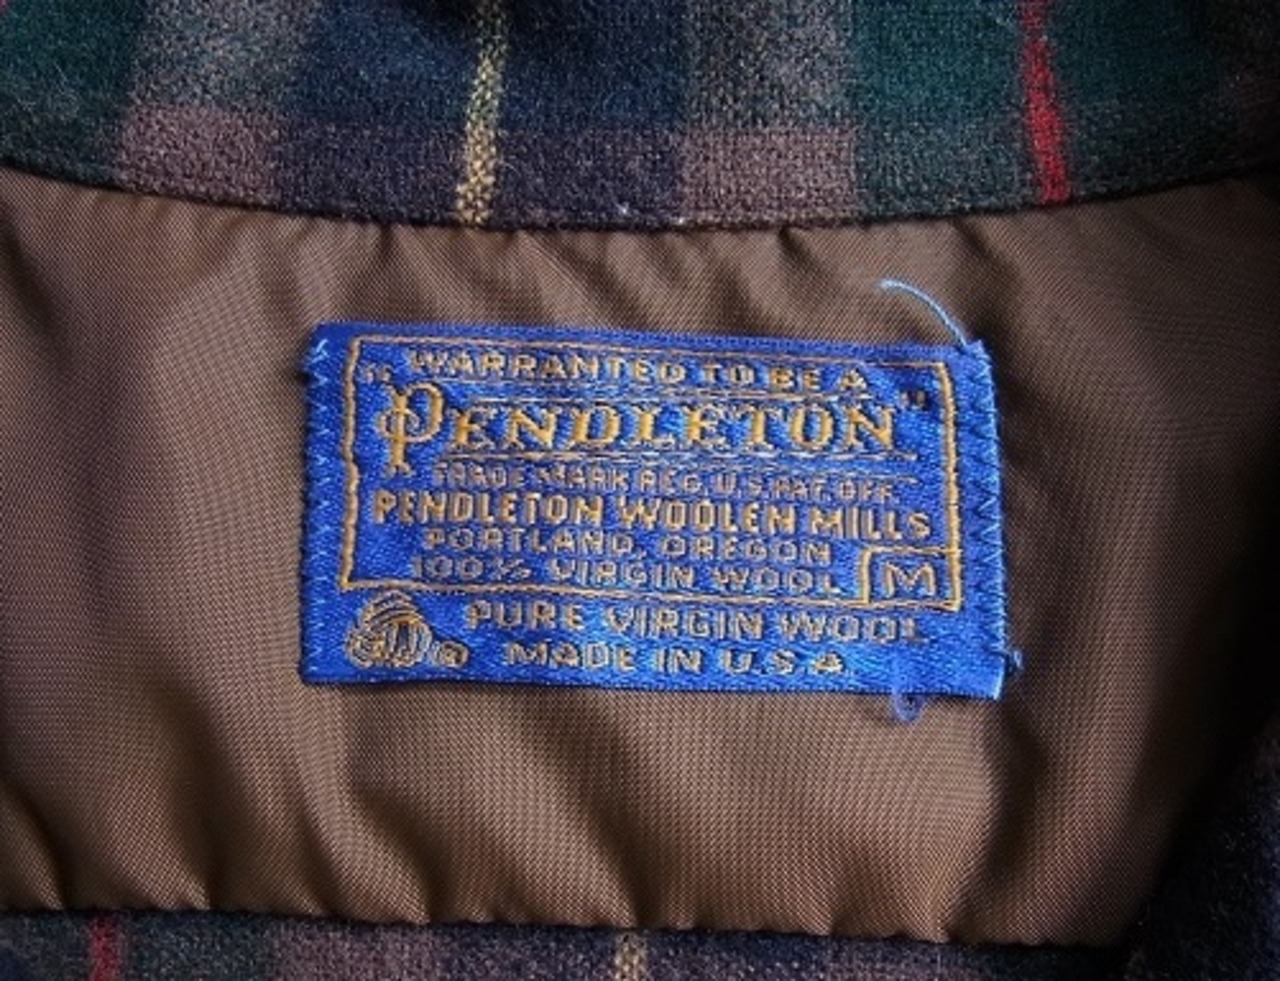 WARRANTED TO BE A
"PENDLETON"
TRADE MARK REG. U.S. PAT. OFF.
PENDLETON WOOLEN MILLS
PORTLAND, OREGON
100% VIRGIN WOOL M
PURE VIRGIN WOOL
® MADE IN U.S.A.